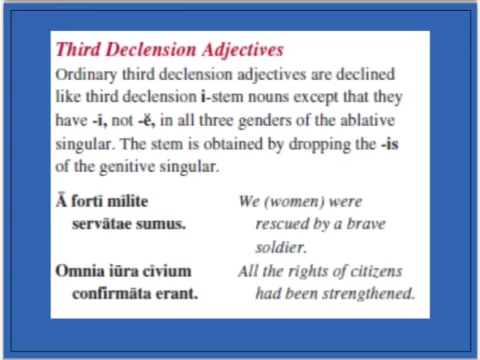 Third Declension Adjectives
Ordinary third declension adjectives are declined
like third declension i-stem nouns except that they
have -ī, not -ĕ, in all three genders of the ablative
singular. The stem is obtained by dropping the -is
of the genitive singular.
Ā fortī mīlite We (women) were
servātae sumus. rescued by a brave
soldier.
Omnia iūra cīvium All the rights of citizens
confirmāta erant. had been strengthened.